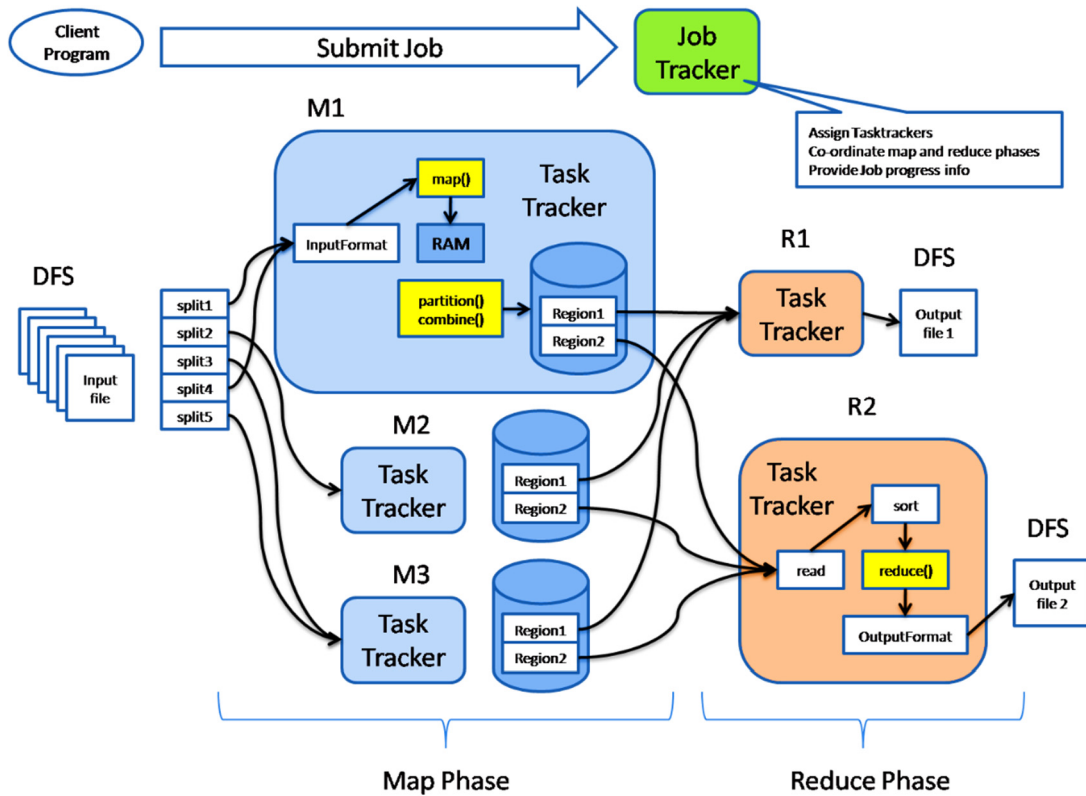 Client
Program
Submit Job
Job
Tracker
Assign Tasktrackers
Co-ordinate map and reduce phases
Provide Job progress info
M1
Task
Tracker
map()
InputFormat
RAM
partition()
combine()
Region1
Region2
DFS
Input
file
split1
split2
split3
split4
split5
R1
Task
Tracker
DFS
Output
file 1
M2
Task
Tracker
Region1
Region2
M3
Task
Tracker
Region1
Region2
R2
Task
Tracker
sort
read
reduce()
OutputFormat
DFS
Output
file 2
Map Phase
Reduce Phase